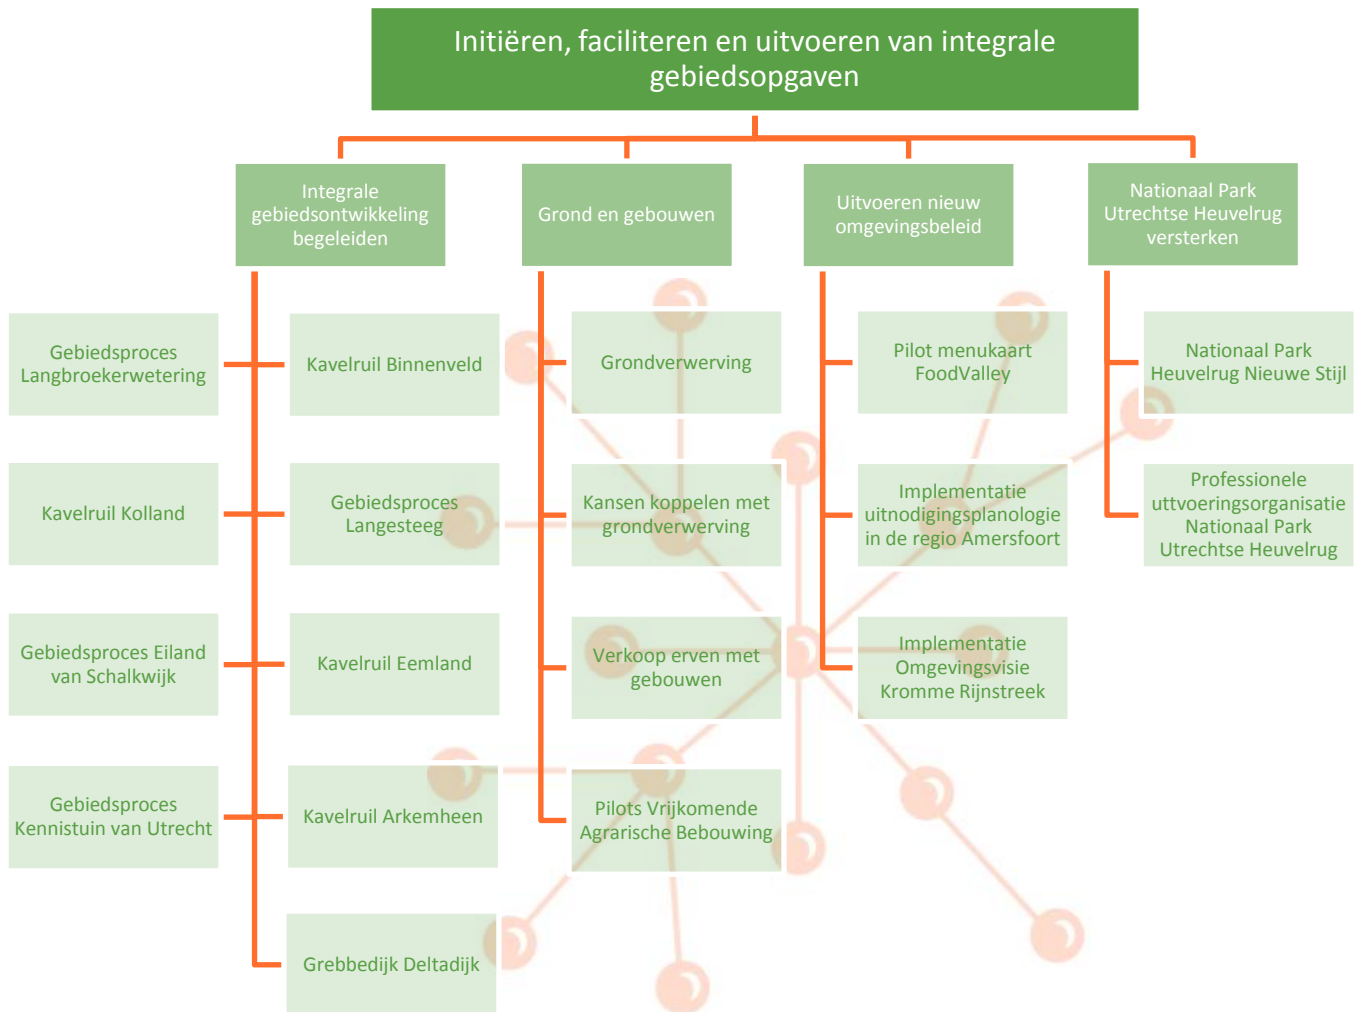 Initiëren, faciliteren en uitvoeren van integrale
gebiedsopgaven
Integrale
gebiedsontwikkeling
begeleiden
Grond en gebouwen
Uitvoeren nieuw
omgevingsbeleid
Nationaal Park
Utrechtse Heuvelrug
versterken
Gebiedsproces
Langbroekerwetering
Kavelruil Binnenveld
Grondverwerving
Pilot menukaart
FoodValley
Nationaal Park
Heuvelrug Nieuwe Stijl
Kavelruil Kolland
Gebiedsproces
Langesteeg
Kansen koppelen met
grondverwerving
Implementatie
uitnodigingsplanologie
in de regio Amersfoort
Professionele
uttvoeringsorganisatie
Nationaal Park
Utrechtse Heuvelrug
Gebiedsproces Eiland
van Schalkwijk
Kavelruil Eemland
Verkoop erven met
gebouwen
Implementatie
Omgevingsvisie
Kromme Rijnstreek
Gebiedsproces
Kennistuin van Utrecht
Kavelruil Arkemheen
Pilots Vrijkomende
Agrarische Bebouwing
Grebbedijk Deltadijk